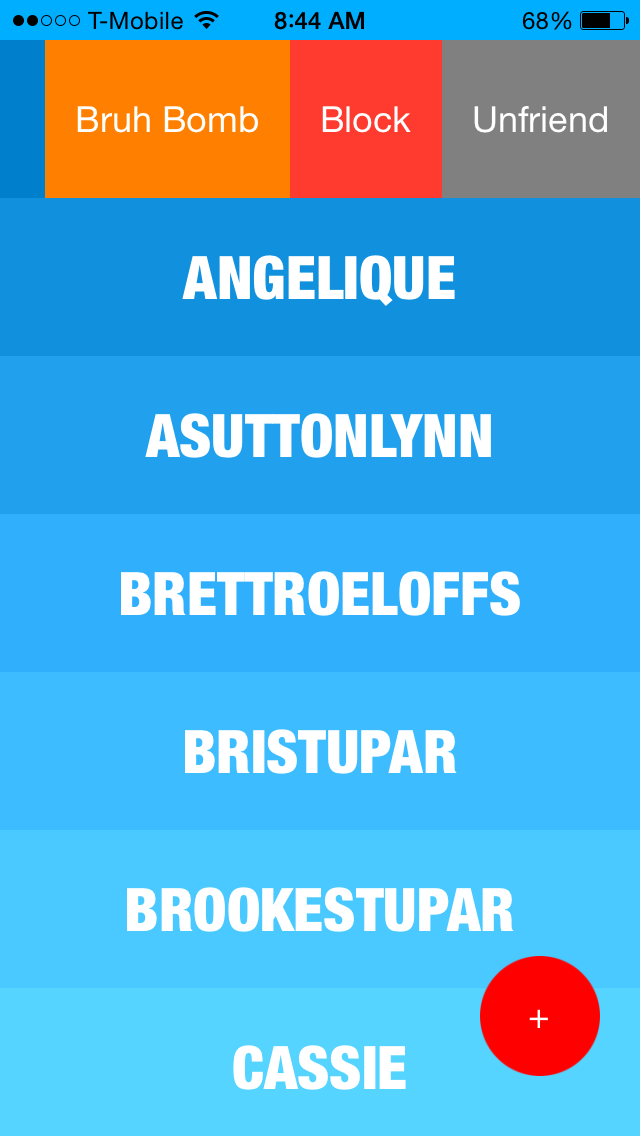 T-Mobile 8:44 AM 68%
Bruh Bomb Block Unfriend
ANGELIQUE
ASUTTONLYNN
BRETTROELOFFS
BRISTUPAR
BROOKESTUPAR
+
CASSIE